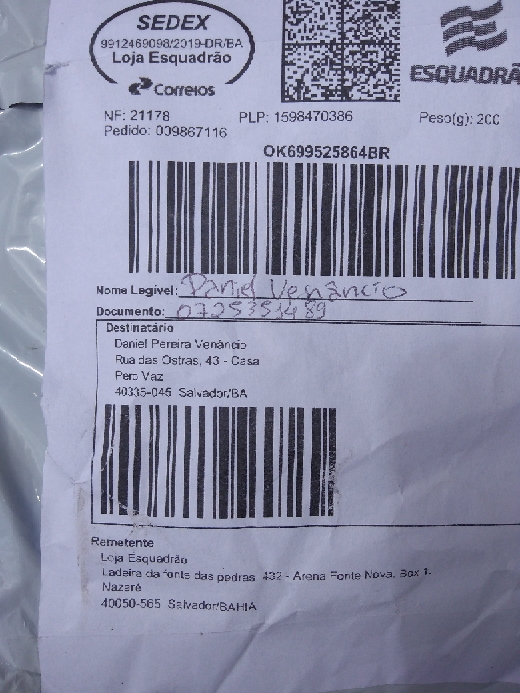 SEDEX
9912469098/2019-DR/BA
Loja Esquadrão
Correios
ESQUADRÃ
NF: 21178 PLP: 1598470386 Peso(g): 200
Pedido: 009867116
OK699525864BR
Nome Legível: Daniel Venâncio
Documento: 0725351489
Destinatário
Daniel Pereira Venâncio
Rua das Ostras, 43 - Casa
Pero Vaz
40335-045 Salvador/BA
Remetente
Loja Esquadrão
Ladeira da fonte das pedras, 432 - Arena Fonte Nova, Box 1-
Nazaré
40050-565 Salvador/BAHIA